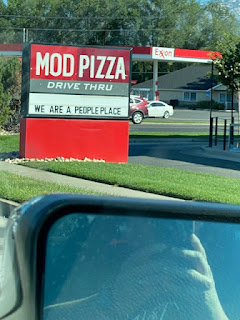 MOD PIZZA
DRIVE THRU
WE ARE A PEOPLE PLACE
Exxon